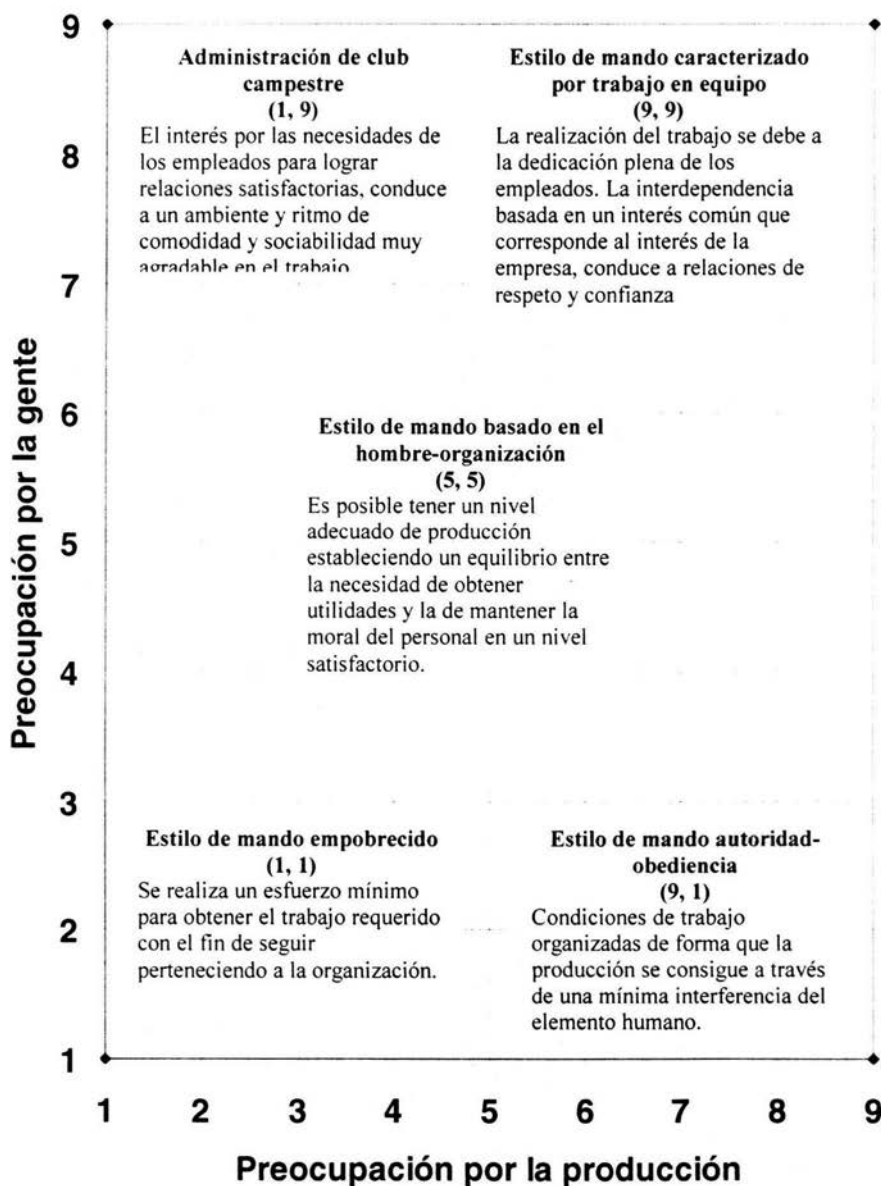 9
Administración de club
campestre
(1, 9)
El interés por las necesidades de
los empleados para lograr
relaciones satisfactorias, conduce
a un ambiente y ritmo de
comodidad y sociabilidad muy
agradable en el trabajo
Estilo de mando caracterizado
por trabajo en equipo
(9, 9)
La realización del trabajo se debe a
la dedicación plena de los
empleados. La interdependencia
basada en un interés común que
corresponde al interés de la
empresa, conduce a relaciones de
respeto y confianza
8
7
6
Estilo de mando basado en el
hombre-organización
(5, 5)
Es posible tener un nivel
adecuado de producción
estableciendo un equilibrio entre
la necesidad de obtener
utilidades y la de mantener la
moral del personal en un nivel
satisfactorio.
5
4
3
Estilo de mando empobrecido
(1, 1)
Se realiza un esfuerzo mínimo
para obtener el trabajo requerido
con el fin de seguir
perteneciendo a la organización.
Estilo de mando autoridad-
obediencia
(9, 1)
Condiciones de trabajo
organizadas de forma que la
producción se consigue a través
de una mínima interferencia del
elemento humano.
2
1
Preocupación por la gente
1 2 3 4 5 6 7 8 9
Preocupación por la producción